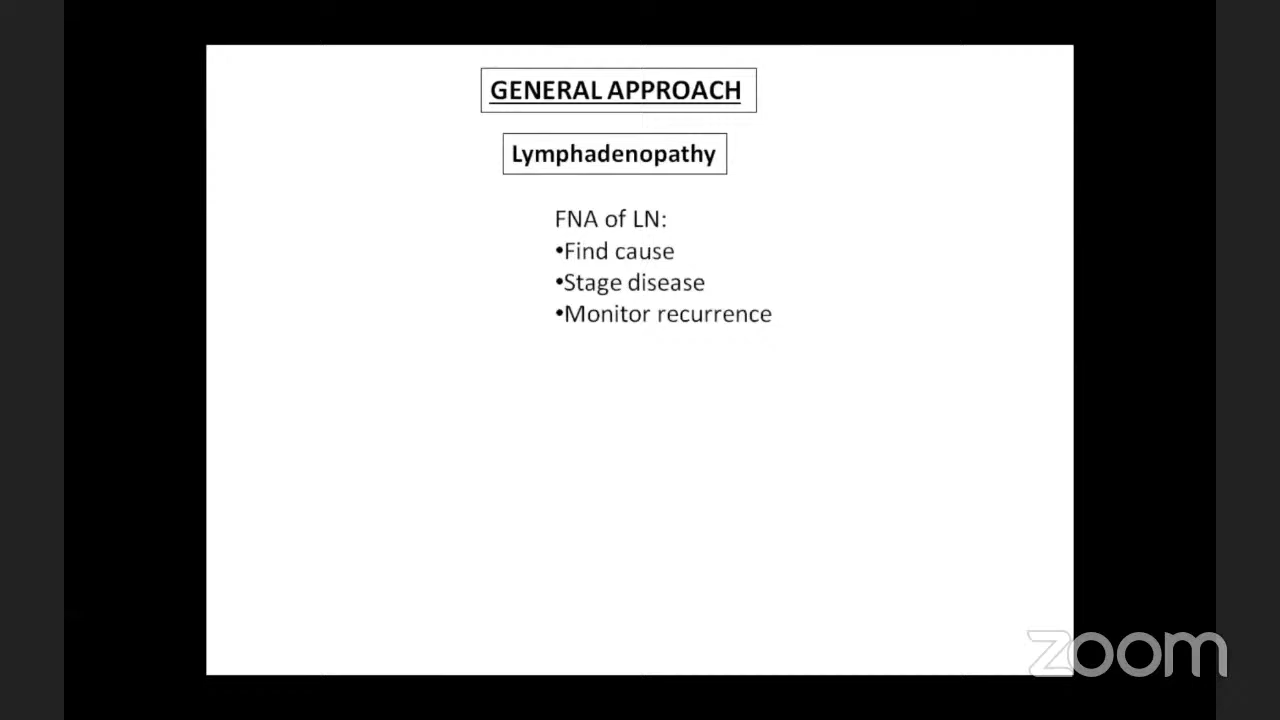 GENERAL APPROACH
Lymphadenopathy
FNA of LN:
•Find cause
•Stage disease
•Monitor recurrence
zoom